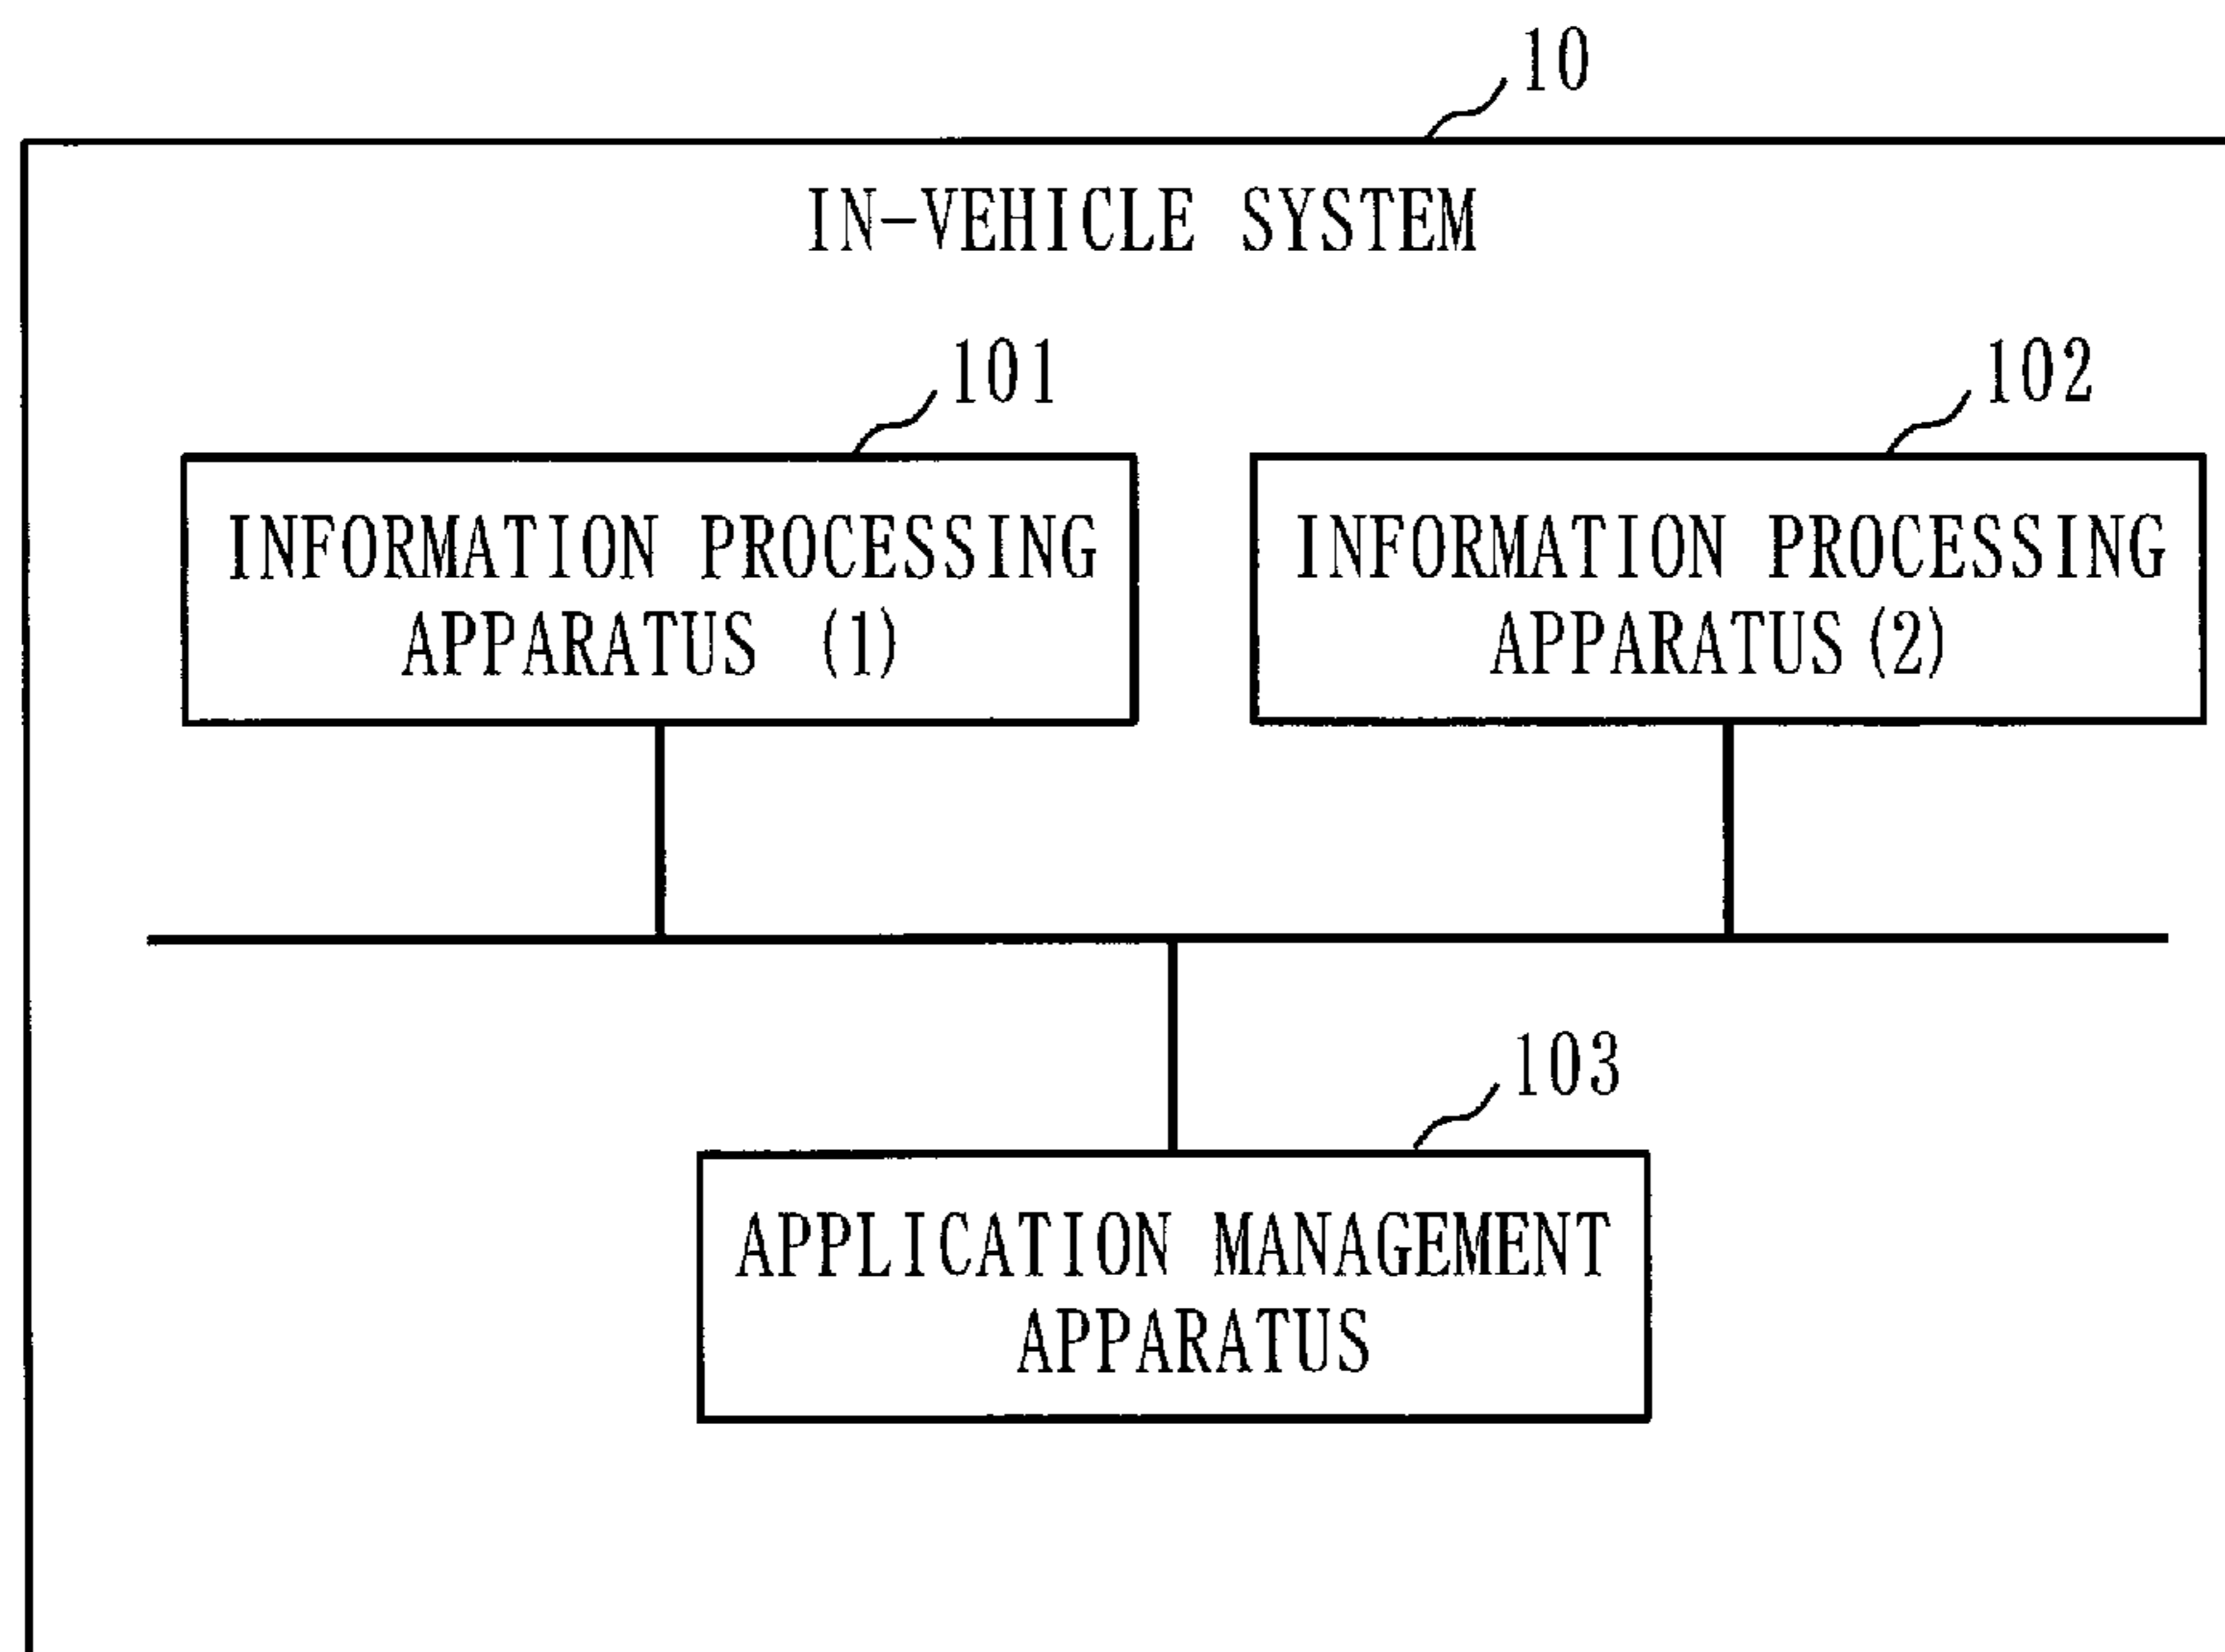 10
IN-VEHICLE SYSTEM
101
102
INFORMATION PROCESSING
APPARATUS (1)
INFORMATION PROCESSING
APPARATUS(2)
103
APPLICATION MANAGEMENT
APPARATUS